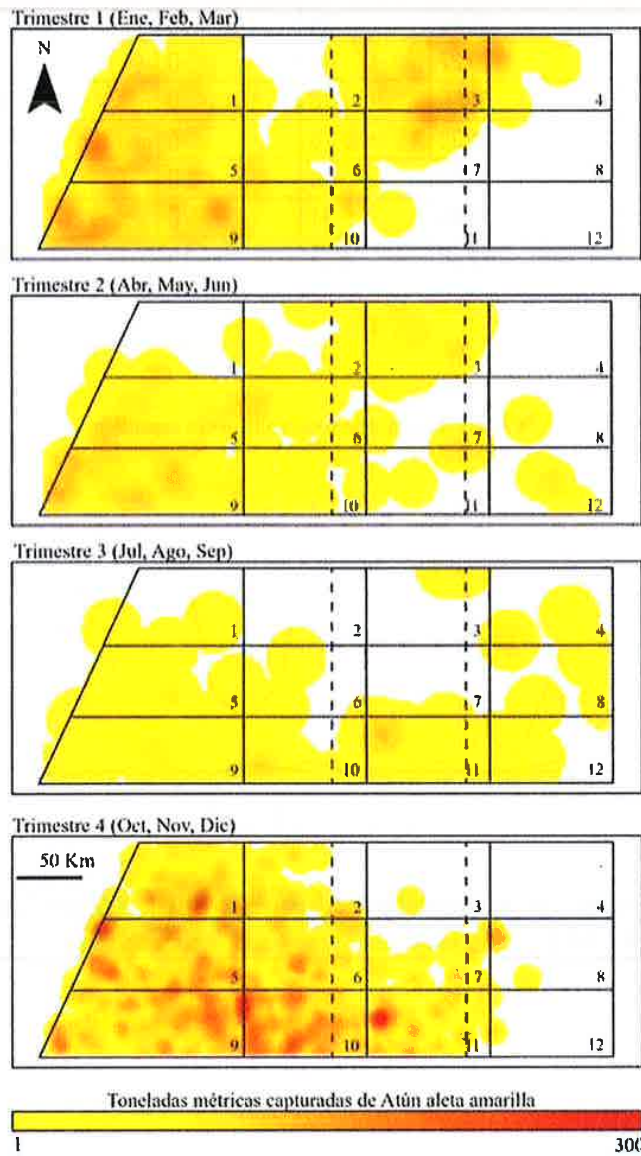 Trimestre 1 (Ene, Feb, Mar)
N
1 2 3 4
5 6 7 8
9 10 11 12
Trimestre 2 (Abr, May, Jun)
1 2 3 4
5 6 7 8
9 10 11 12
Trimestre 3 (Jul, Ago, Sep)
1 2 3 4
5 6 7 8
9 10 11 12
Trimestre 4 (Oct, Nov, Dic)
50 Km
1 2 3 4
5 6 7 8
9 10 11 12
Toneladas métricas capturadas de Atún aleta amarilla
1 300